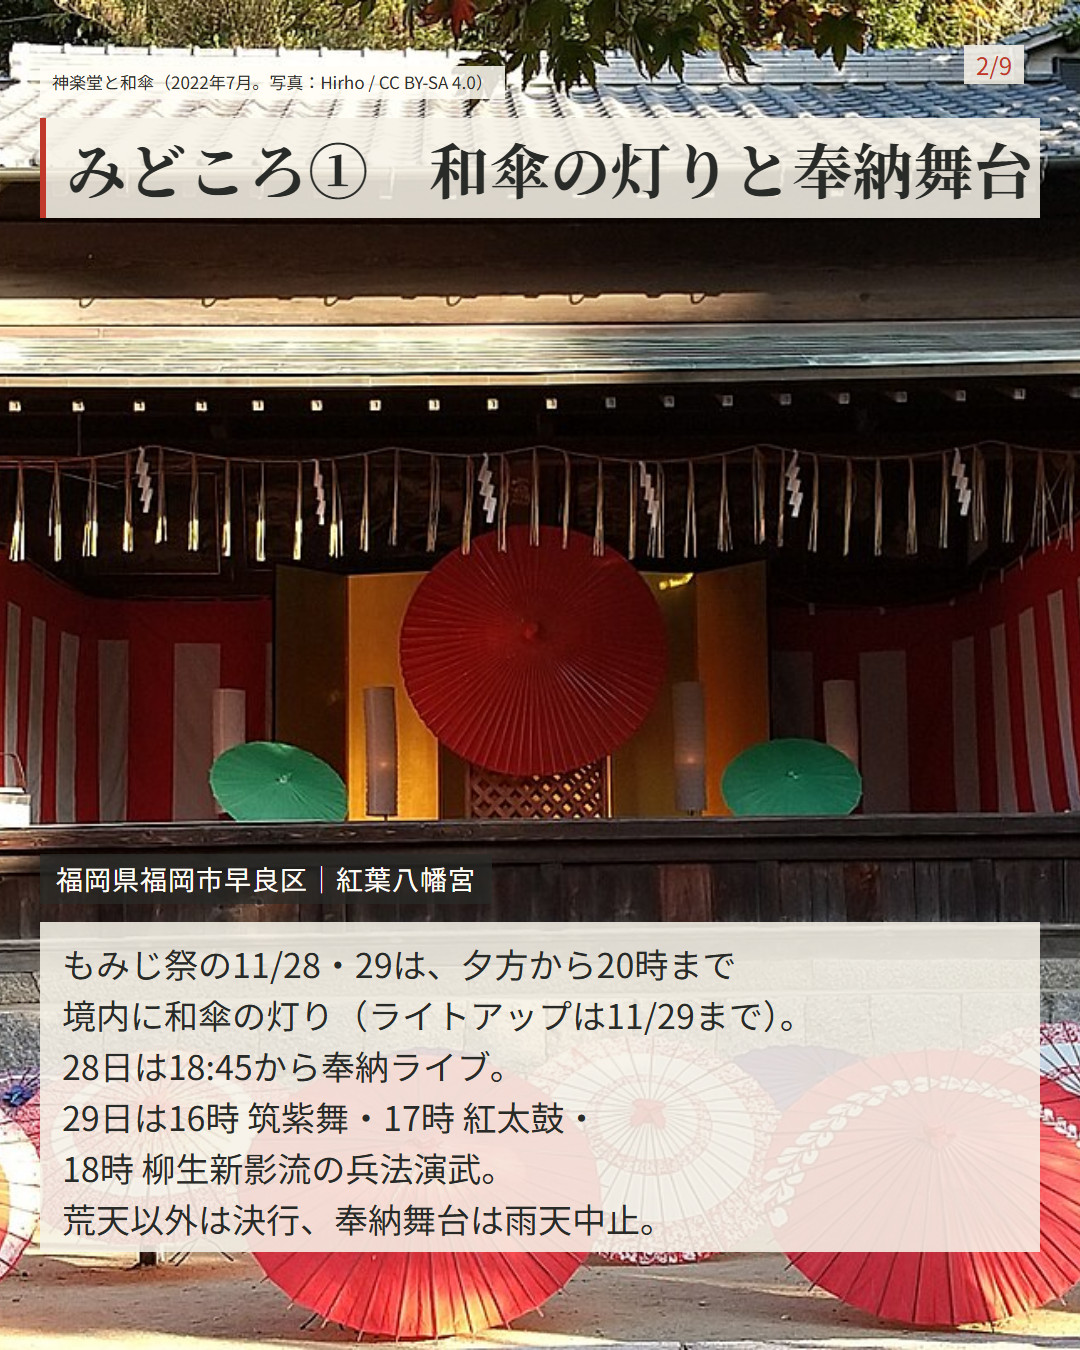 神楽堂と和傘（2022年7月。写真：Hirho / CC BY-SA 4.0）
2/9
みどころ①　和傘の灯りと奉納舞台
福岡県福岡市早良区｜紅葉八幡宮
もみじ祭の11/28・29は、夕方から20時まで
境内に和傘の灯り（ライトアップは11/29まで）。
28日は18:45から奉納ライブ。
29日は16時 筑紫舞・17時 紅太鼓・
18時 柳生新影流の兵法演武。
荒天以外は決行、奉納舞台は雨天中止。